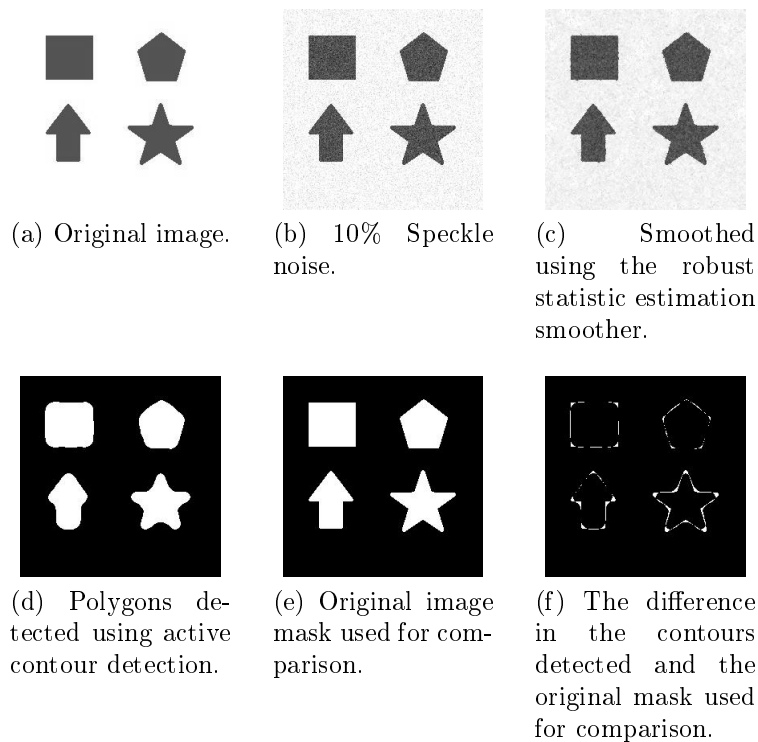 (a) Original image.
(b) 10% Speckle
noise.
(c) Smoothed
using the robust
statistic estimation
smoother.
(d) Polygons de-
tected using active
contour detection.
(e) Original image
mask used for com-
parison.
(f) The difference
in the contours
detected and the
original mask used
for comparison.